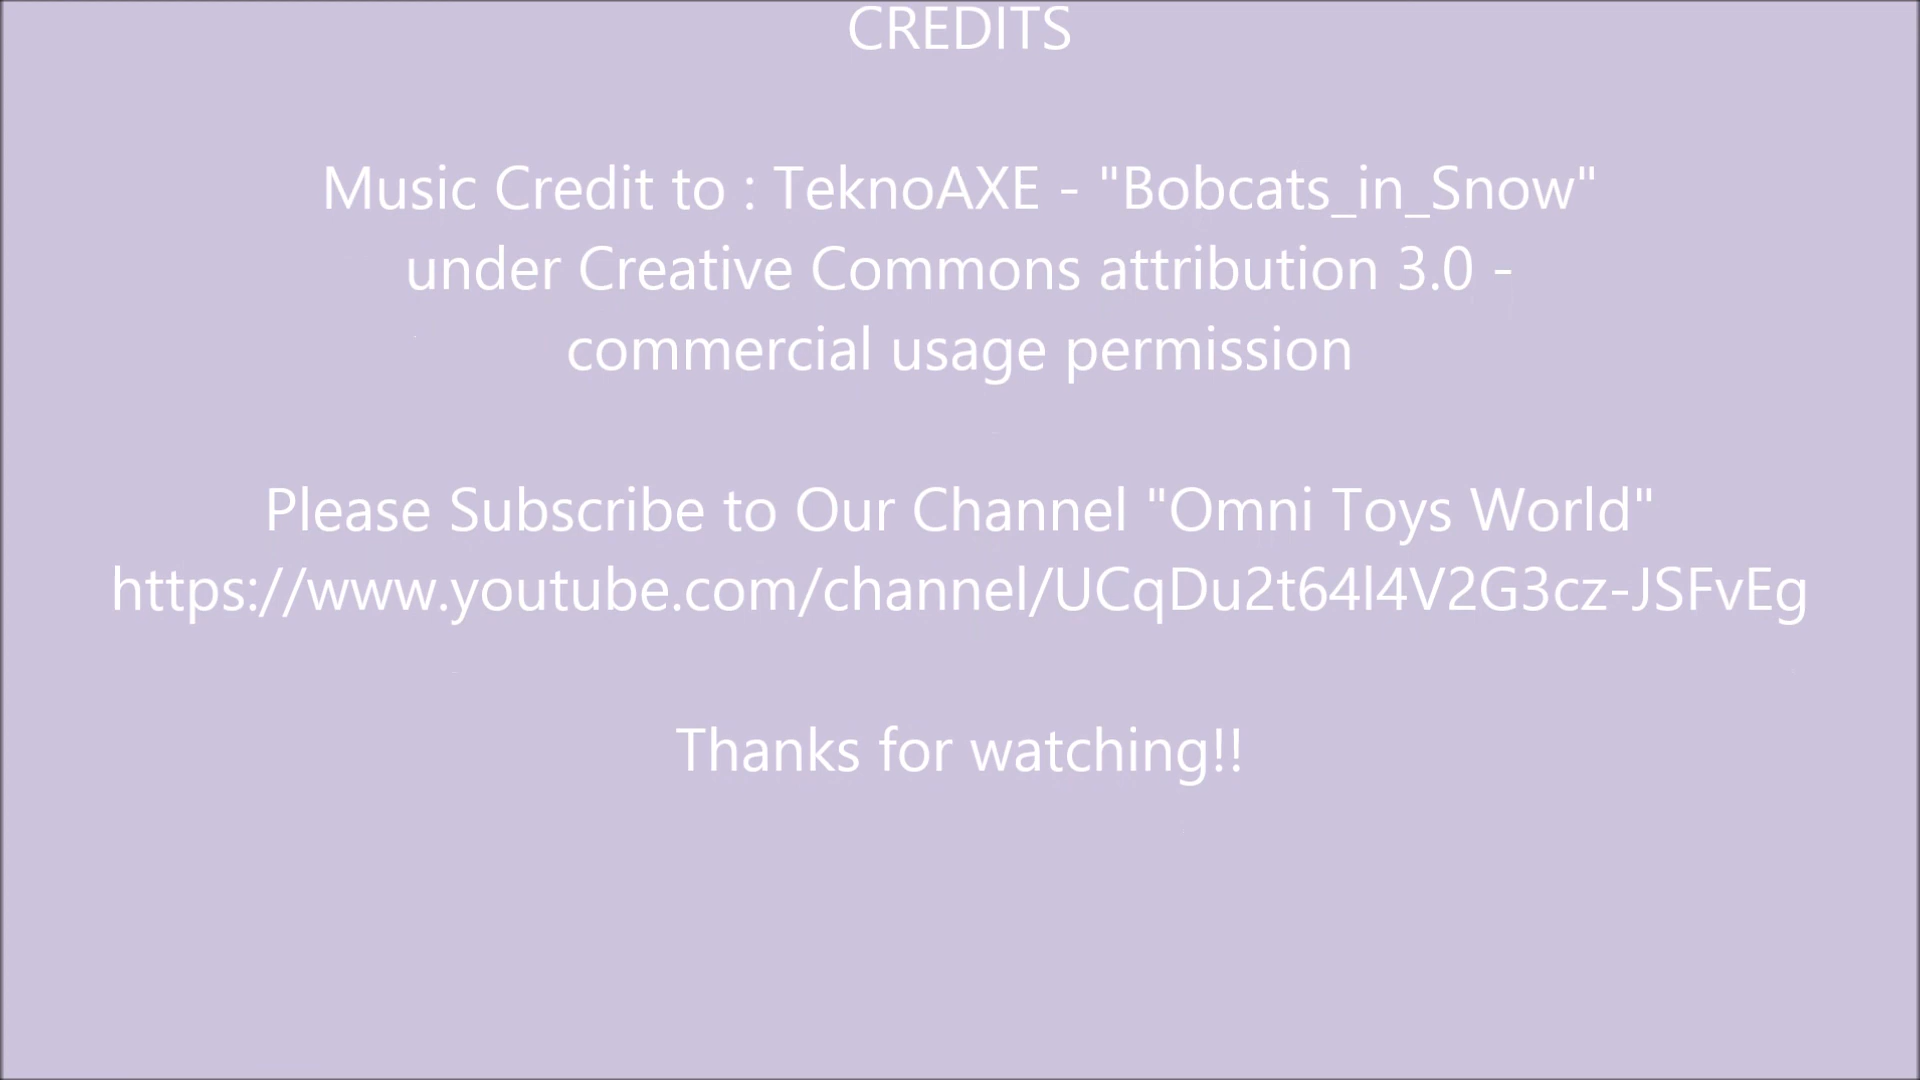 CREDITS
Music Credit to : TeknoAXE - "Bobcats_in_Snow"
under Creative Commons attribution 3.0 -
commercial usage permission
Please Subscribe to Our Channel "Omni Toys World"
https://www.youtube.com/channel/UCqDu2t64l4V2G3cz-JSFvEg
Thanks for watching!!